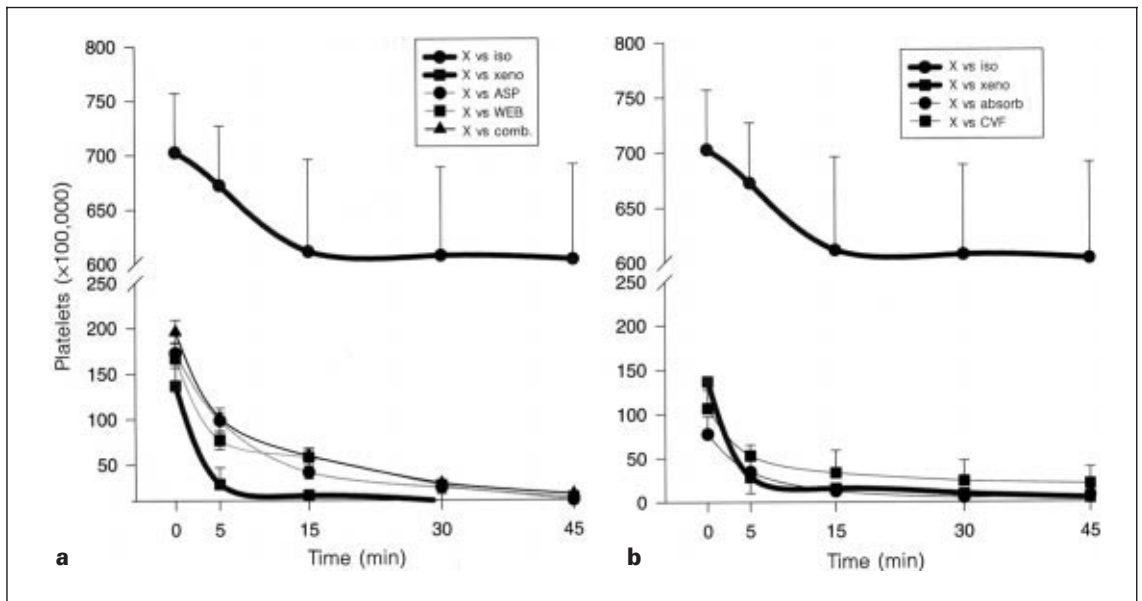 Platelets (×100,000)
800
750
700
650
600
250
200
150
100
50
0 5 15 30 45
Time (min)
X vs iso
X vs xeno
X vs ASP
X vs WEB
X vs comb.
a
800
750
700
650
600
250
200
150
100
50
0
0 5 15 30 45
Time (min)
X vs iso
X vs xeno
X vs absorb
X vs CVF
b